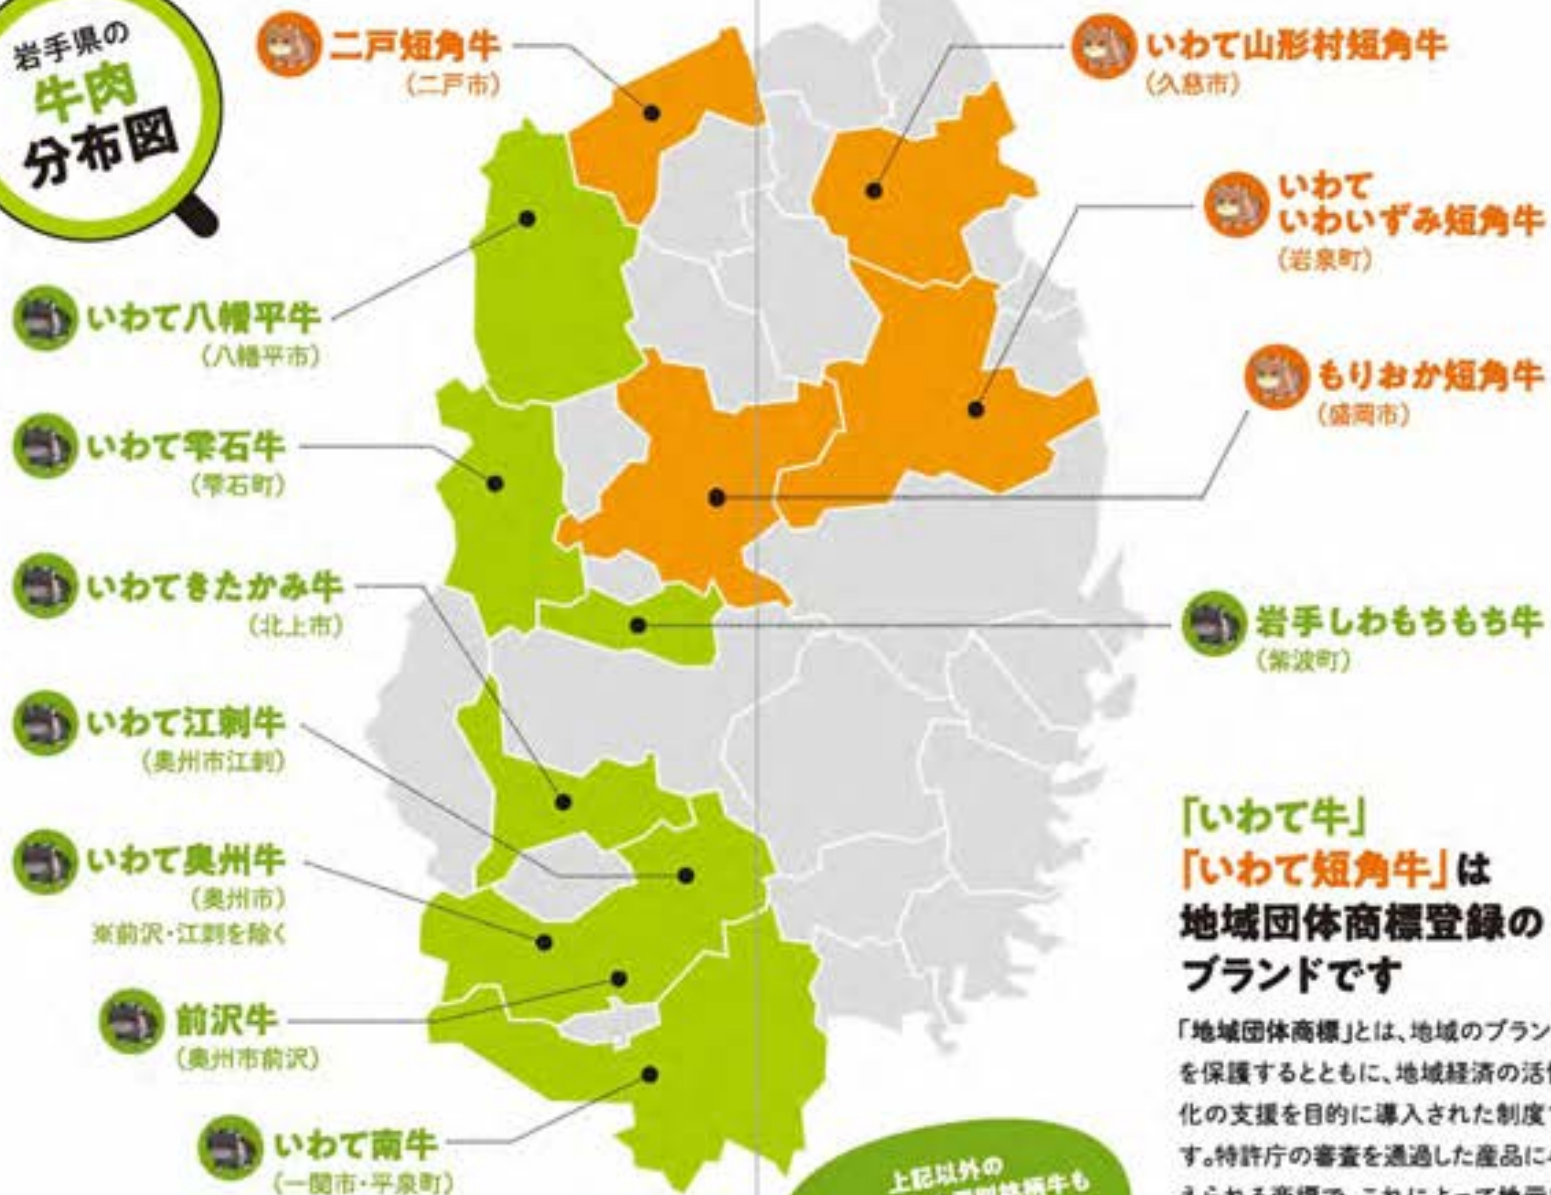 岩手県の
牛肉
分布図
二戸短角牛
(二戸市)
いわて山形村短角牛
(久慈市)
いわて
いわいずみ短角牛
(岩泉町)
もりおか短角牛
(盛岡市)
いわて八幡平牛
(八幡平市)
いわて雫石牛
(雫石町)
いわてきたかみ牛
(北上市)
岩手しわもちもち牛
(紫波町)
いわて江刺牛
(奥州市江刺)
いわて奥州牛
(奥州市)
※前沢・江刺を除く
前沢牛
(奥州市前沢)
いわて南牛
(一関市・平泉町)
「いわて牛」
「いわて短角牛」は
地域団体商標登録の
ブランドです
「地域団体商標」とは、地域のブラン
を保護するとともに、地域経済の活
化の支援を目的に導入された制度
す。特許庁の審査を通過した産品に
上記以外の
銘柄牛も